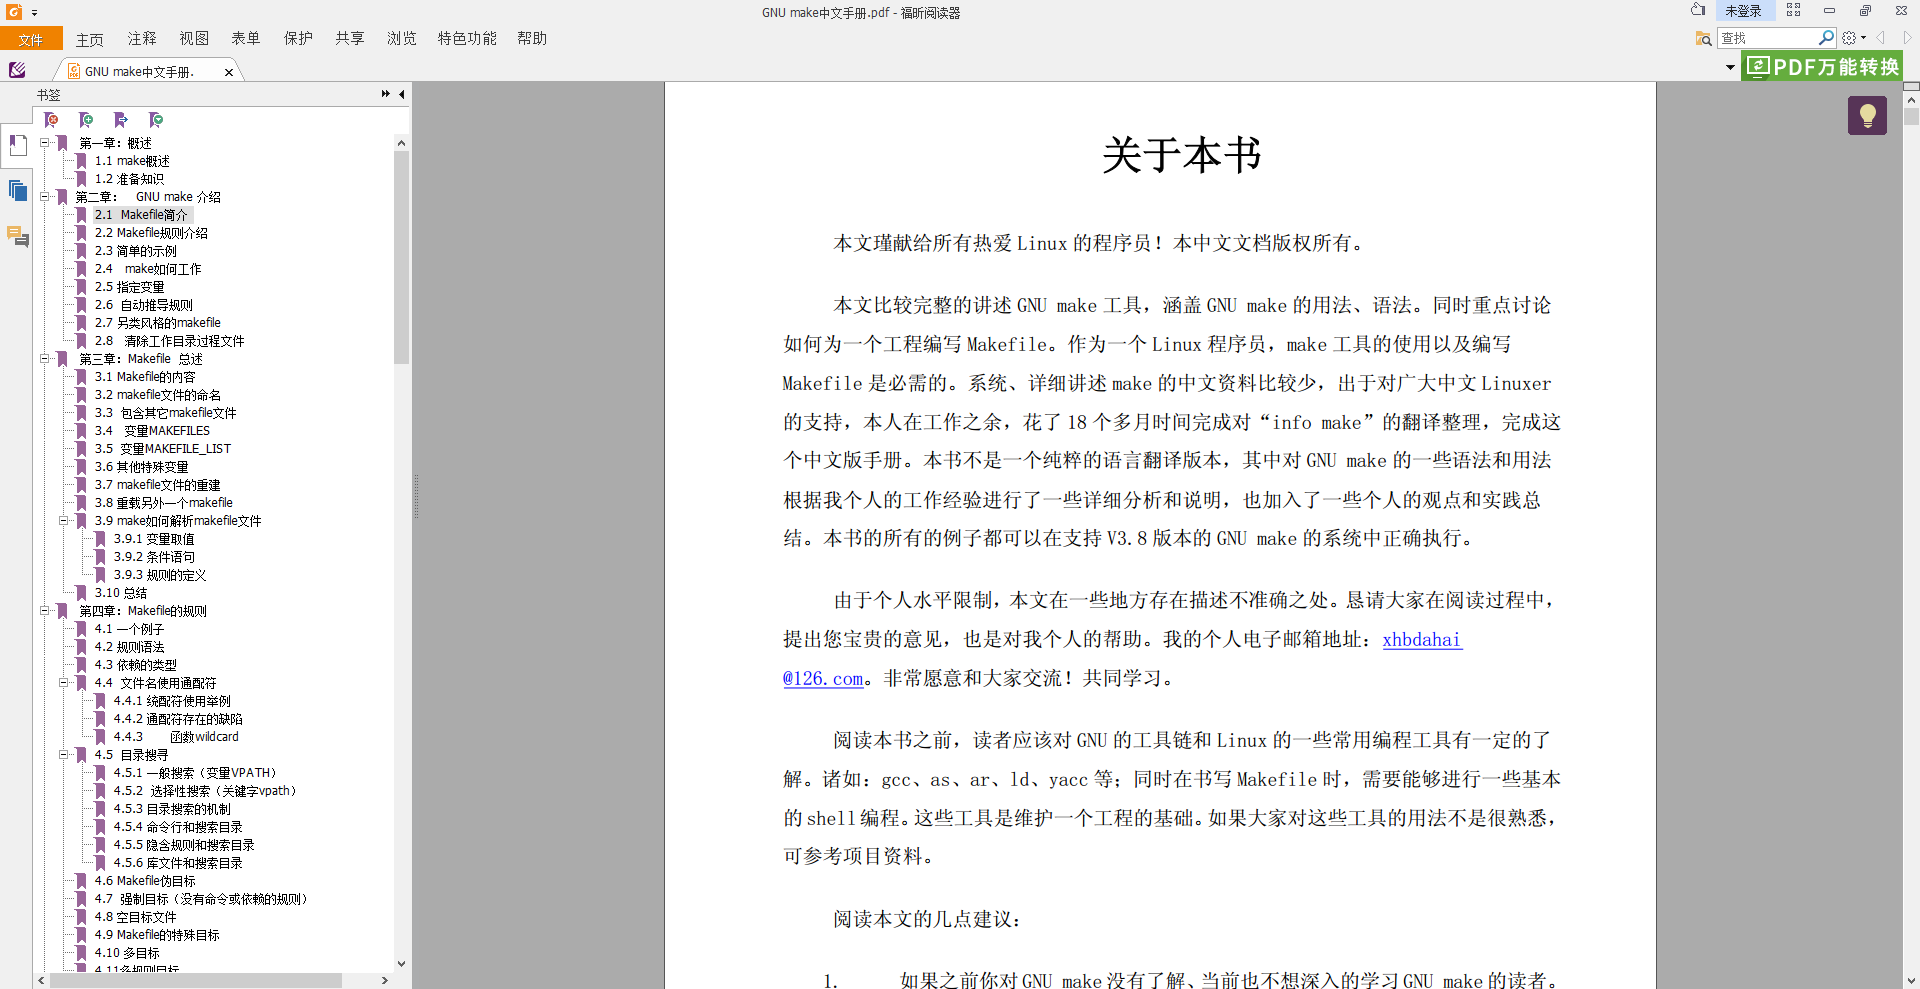 GNU make中文手册.pdf - 福昕阅读器
未登录
文件 主页 注释 视图 表单 保护 共享 浏览 特色功能 帮助
查找
GNU make中文手册.
PDF万能转换
书签
第一章：概述
1.1 make概述
1.2 准备知识
第二章： GNU make 介绍
2.1 Makefile简介
2.2 Makefile规则介绍
2.3 简单的示例
2.4 make如何工作
2.5 指定变量
2.6 自动推导规则
2.7 另类风格的makefile
2.8 清除工作目录过程文件
第三章：Makefile 总述
3.1 Makefile的内容
3.2 makefile文件的命名
3.3 包含其它makefile文件
3.4 变量MAKEFILES
3.5 变量MAKEFILE_LIST
3.6 其他特殊变量
3.7 makefile文件的重建
3.8 重载另外一个makefile
3.9 make如何解析makefile文件
3.9.1 变量取值
3.9.2 条件语句
3.9.3 规则的定义
3.10 总结
第四章：Makefile的规则
4.1 一个例子
4.2 规则语法
4.3 依赖的类型
4.4 文件名使用通配符
4.4.1 统配符使用举例
4.4.2 通配符存在的缺陷
4.4.3 函数wildcard
4.5 目录搜寻
4.5.1 一般搜索（变量VPATH）
4.5.2 选择性搜索（关键字vpath）
4.5.3 目录搜索的机制
4.5.4 命令行和搜索目录
4.5.5 隐含规则和搜索目录
4.5.6 库文件和搜索目录
4.6 Makefile伪目标
4.7 强制目标（没有命令或依赖的规则）
4.8 空目标文件
4.9 Makefile的特殊目标
4.10 多目标
4.11多规则目标
关于本书
本文瑾献给所有热爱 Linux 的程序员！本中文文档版权所有。
本文比较完整的讲述 GNU make 工具，涵盖 GNU make 的用法、语法。同时重点讨论
如何为一个工程编写 Makefile。作为一个 Linux 程序员，make 工具的使用以及编写
Makefile 是必需的。系统、详细讲述 make 的中文资料比较少，出于对广大中文 Linuxer
的支持，本人在工作之余，花了 18 个多月时间完成对“info make”的翻译整理，完成这
个中文版手册。本书不是一个纯粹的语言翻译版本，其中对 GNU make 的一些语法和用法
根据我个人的工作经验进行了一些详细分析和说明，也加入了一些个人的观点和实践总
结。本书的所有的例子都可以在支持 V3.8 版本的 GNU make 的系统中正确执行。
由于个人水平限制，本文在一些地方存在描述不准确之处。恳请大家在阅读过程中，
提出您宝贵的意见，也是对我个人的帮助。我的个人电子邮箱地址：xhbdahai
@126.com。非常愿意和大家交流！共同学习。
阅读本书之前，读者应该对 GNU 的工具链和 Linux 的一些常用编程工具有一定的了
解。诸如：gcc、as、ar、ld、yacc 等；同时在书写 Makefile 时，需要能够进行一些基本
的 shell 编程。这些工具是维护一个工程的基础。如果大家对这些工具的用法不是很熟悉，
可参考项目资料。
阅读本文的几点建议：
1. 如果之前你对 GNU make 没有了解、当前也不想深入的学习 GNU make 的读者。